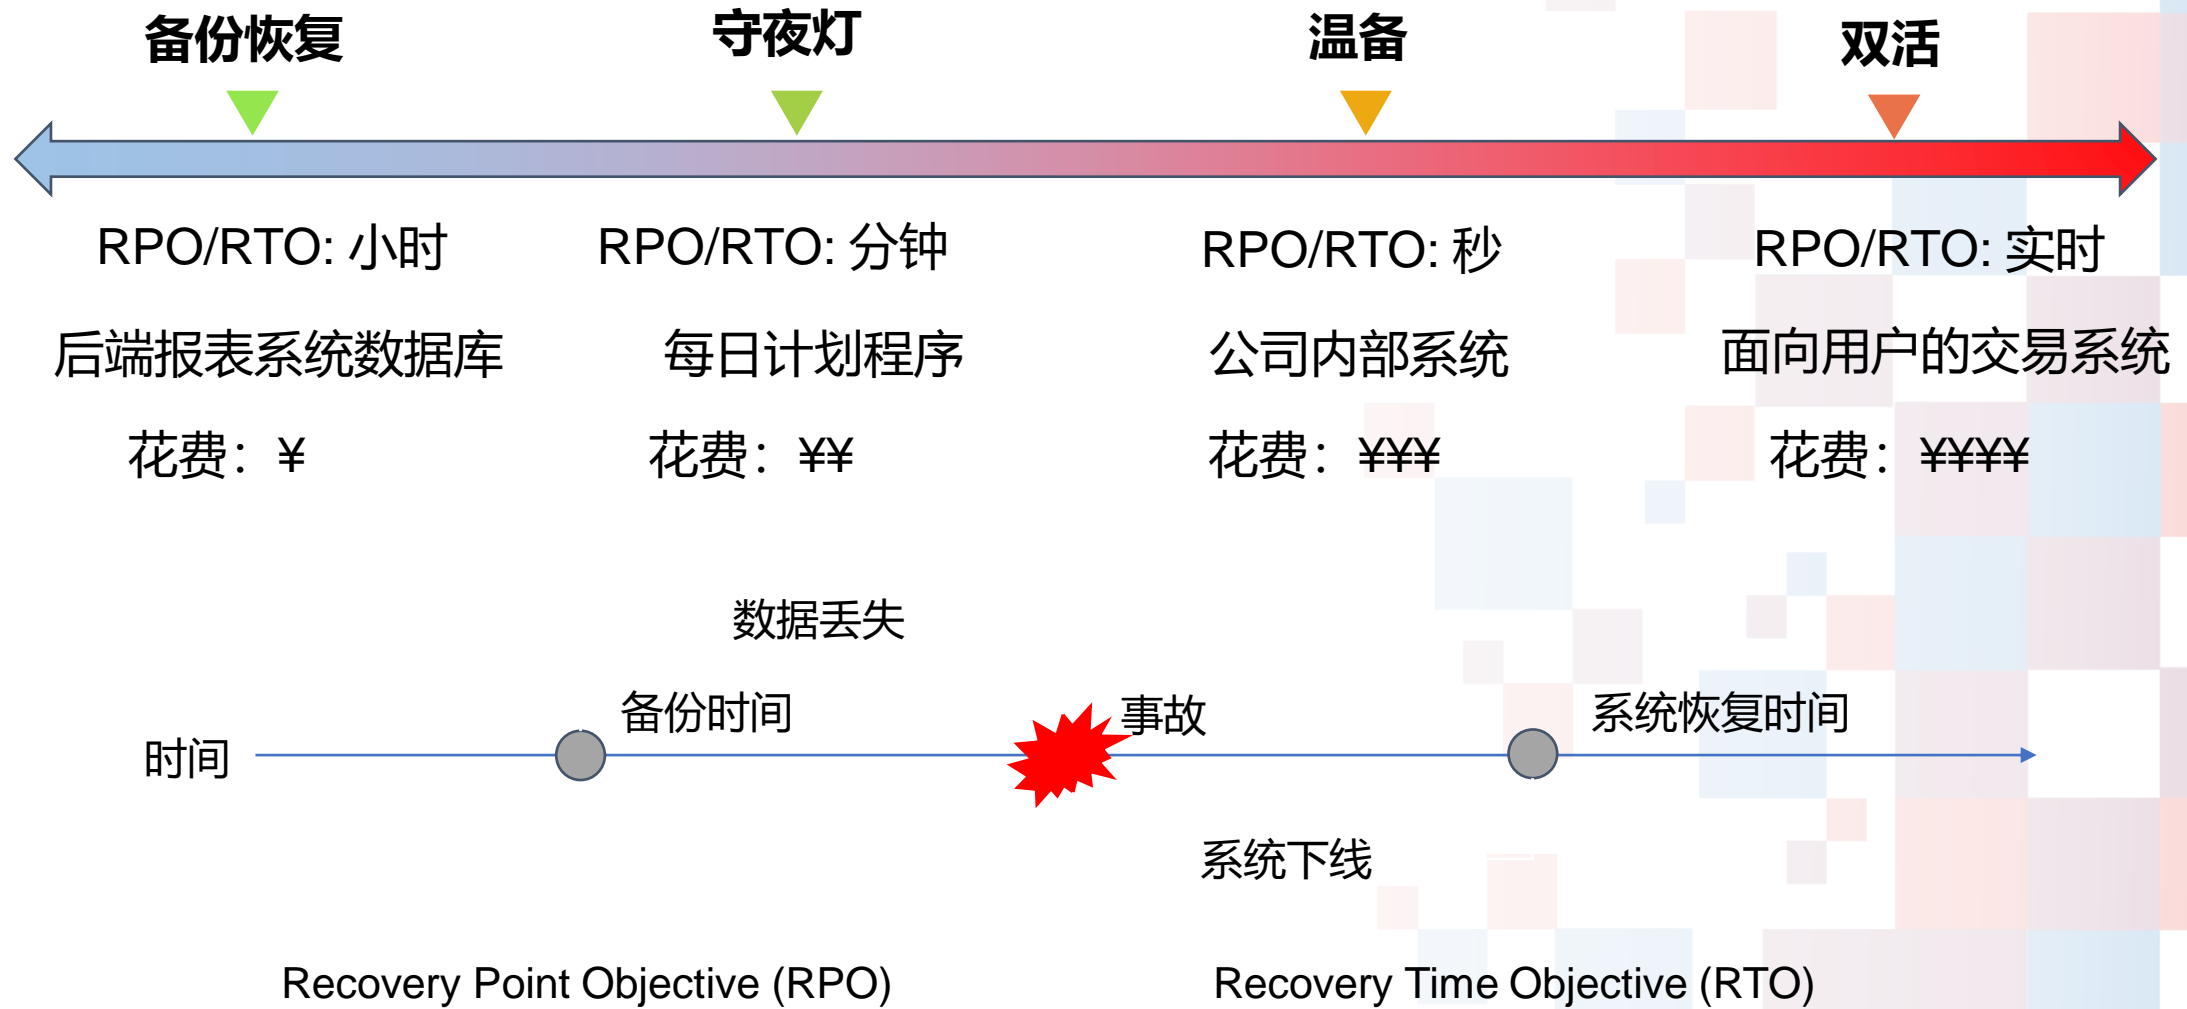 备份恢复
守夜灯
温备
双活
RPO/RTO: 小时
RPO/RTO: 分钟
RPO/RTO: 秒
RPO/RTO: 实时
后端报表系统数据库
每日计划程序
公司内部系统
面向用户的交易系统
花费：¥
花费：¥¥
花费：¥¥¥
花费：¥¥¥¥
数据丢失
备份时间
事故
系统恢复时间
时间
系统下线
Recovery Point Objective (RPO)
Recovery Time Objective (RTO)